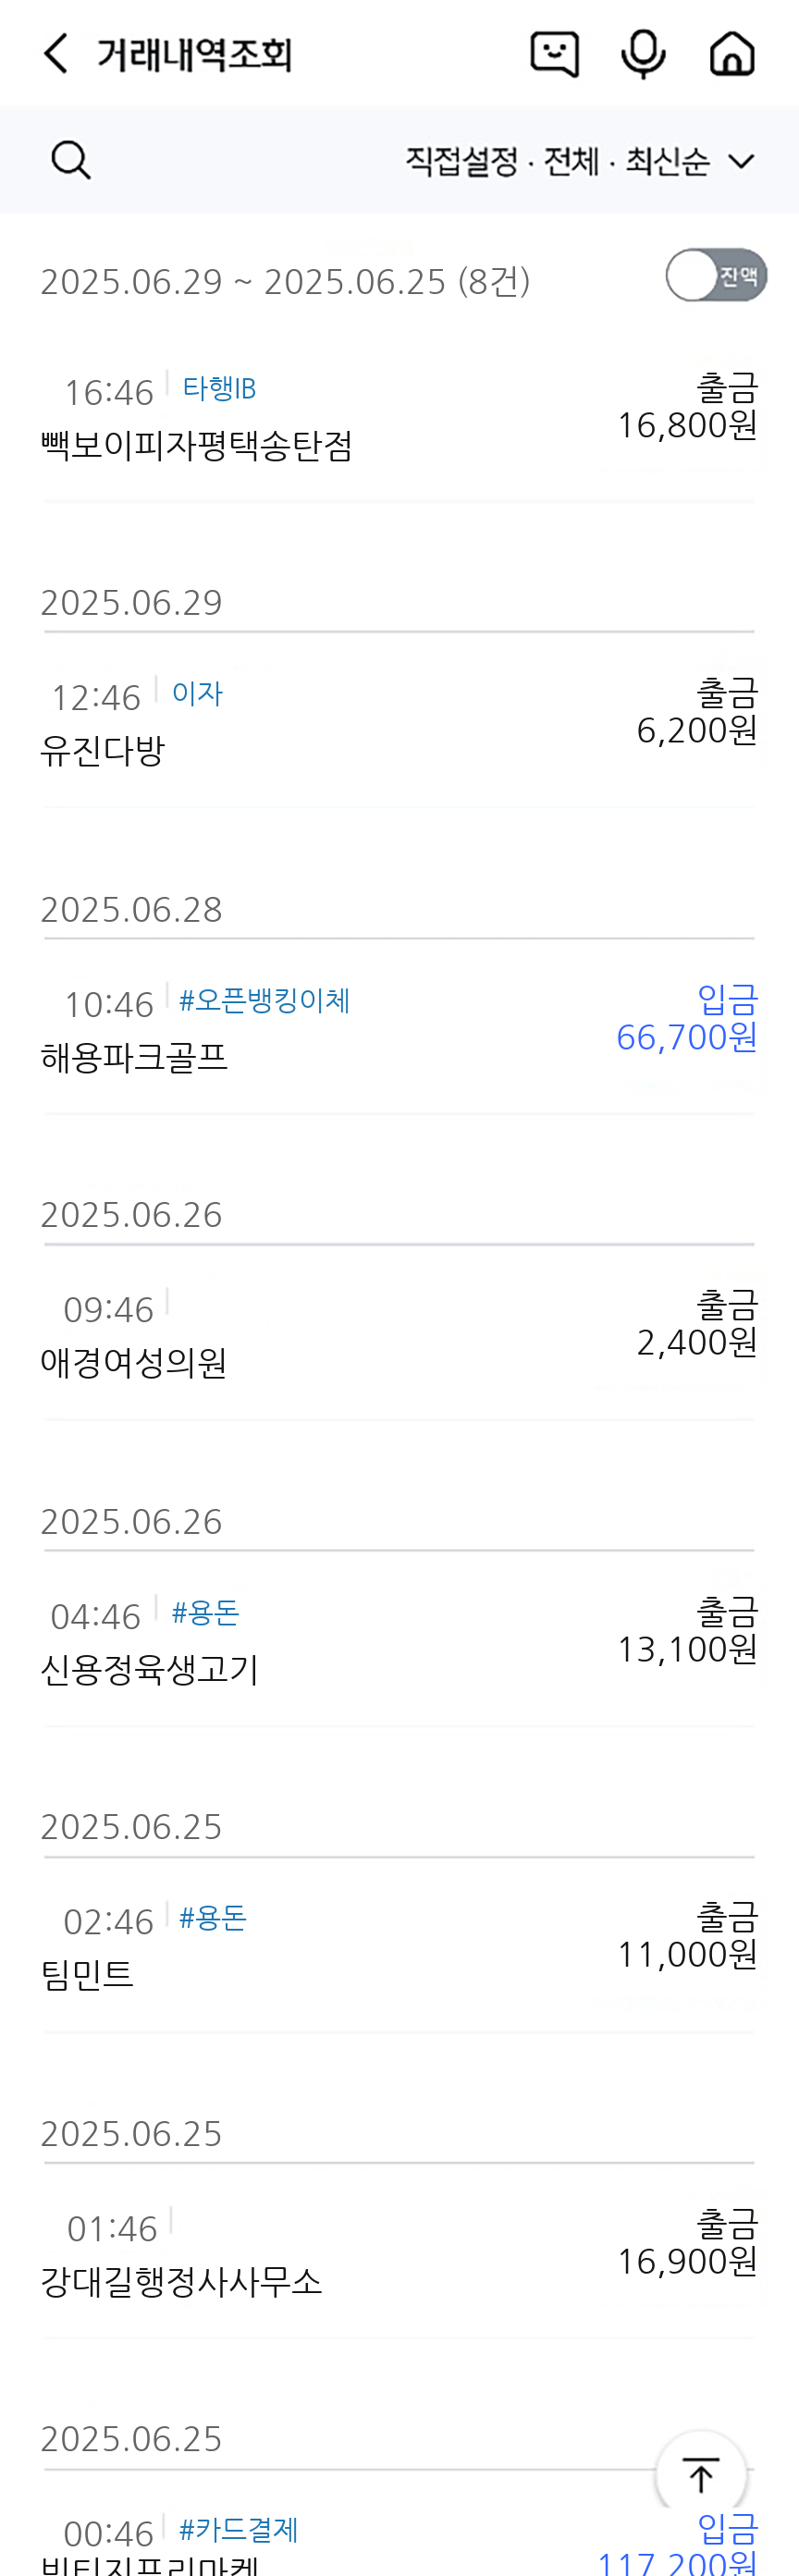 거래내역조회
직접설정 · 전체 · 최신순
2025.06.29 ~ 2025.06.25 (8건)
잔액
16:46 타행IB
출금
빽보이피자평택송탄점
16,800원
2025.06.29
12:46 이자
출금
유진다방
6,200원
2025.06.28
10:46 #오픈뱅킹이체
입금
해용파크골프
66,700원
2025.06.26
09:46
출금
애경여성의원
2,400원
2025.06.26
04:46 #용돈
출금
신용정육생고기
13,100원
2025.06.25
02:46 #용돈
출금
팀민트
11,000원
2025.06.25
01:46
출금
강대길행정사사무소
16,900원
2025.06.25
00:46 #카드결제
입금
빈티지프리마켓
117,200원